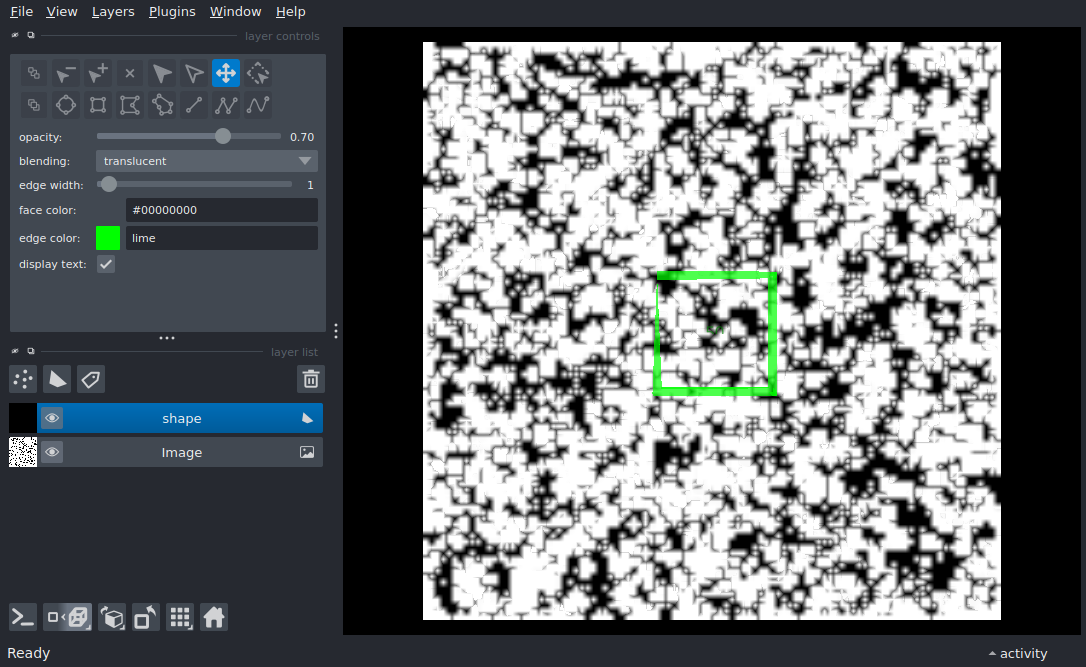 File View Layers Plugins Window Help
layer controls
opacity: 0.70
blending: translucent
edge width: 1
face color: #00000000
edge color: lime
display text:
layer list
shape
Image
Ready
activity